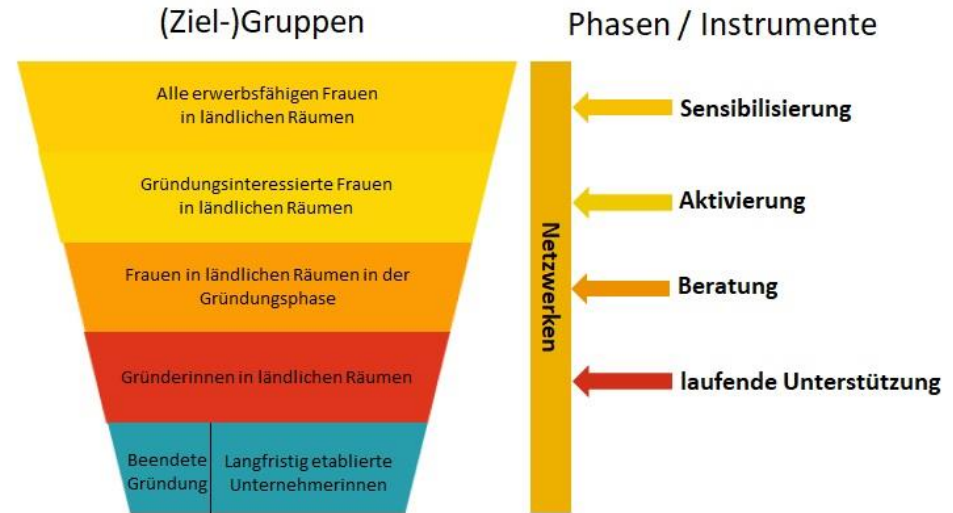 (Ziel-)Gruppen
Phasen / Instrumente
Alle erwerbsfähigen Frauen
in ländlichen Räumen
Gründungsinteressierte Frauen
in ländlichen Räumen
Frauen in ländlichen Räumen in der
Gründungsphase
Gründerinnen in ländlichen Räumen
Beendete
Gründung
Langfristig etablierte
Unternehmerinnen
Netzwerken
Sensibilisierung
Aktivierung
Beratung
laufende Unterstützung